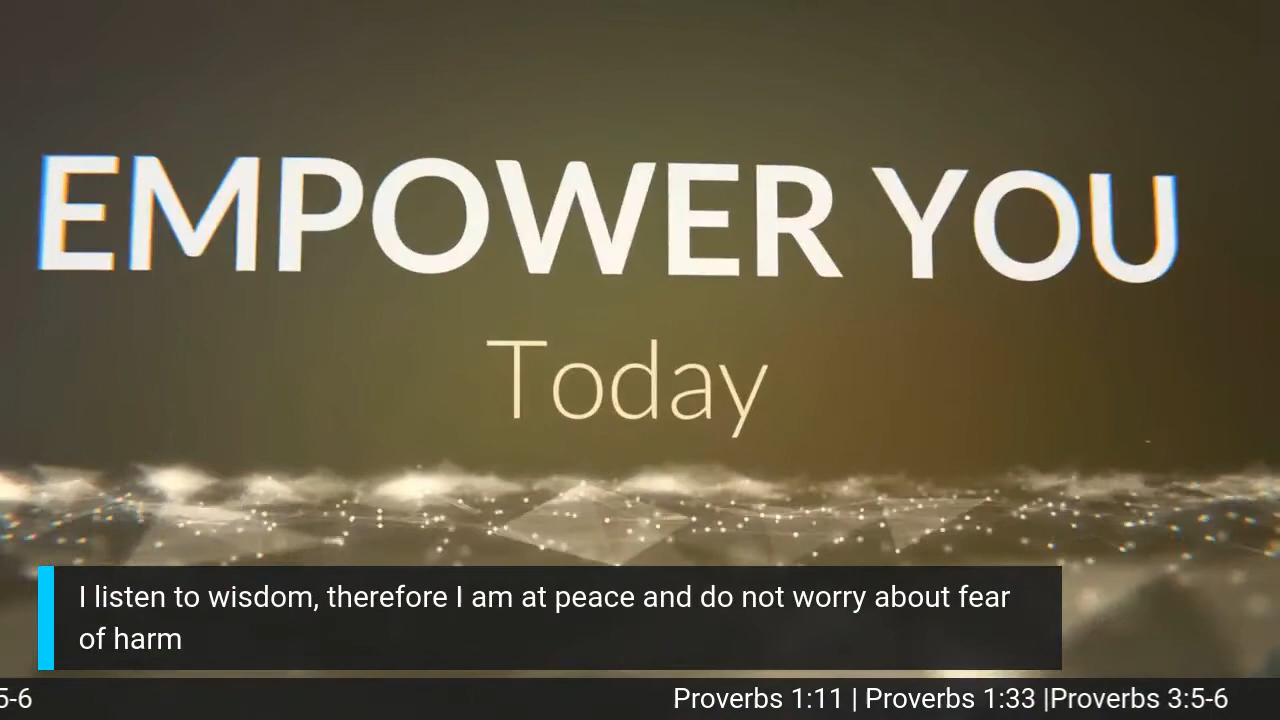 EMPOWER YOU
Today
I listen to wisdom, therefore I am at peace and do not worry about fear
of harm
5-6 Proverbs 1:11 | Proverbs 1:33 |Proverbs 3:5-6